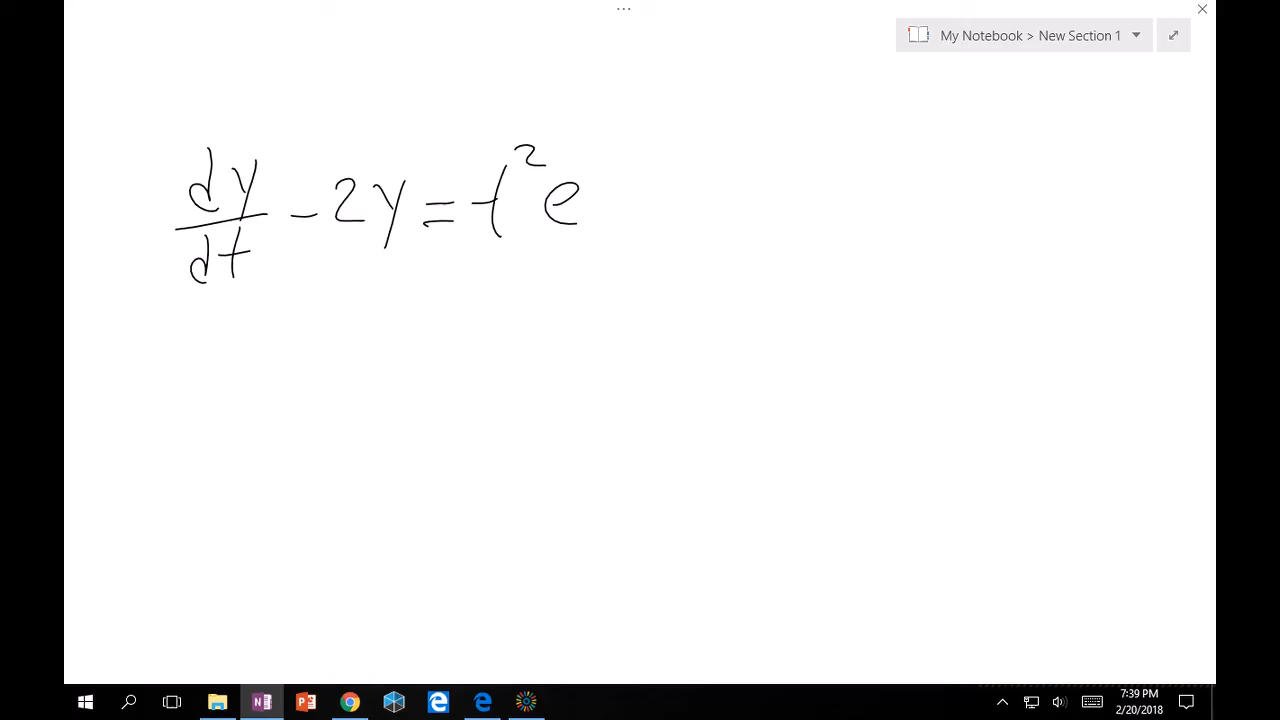 ...
My Notebook > New Section 1
dy/dt - 2y = t²e
7:39 PM
2/20/2018